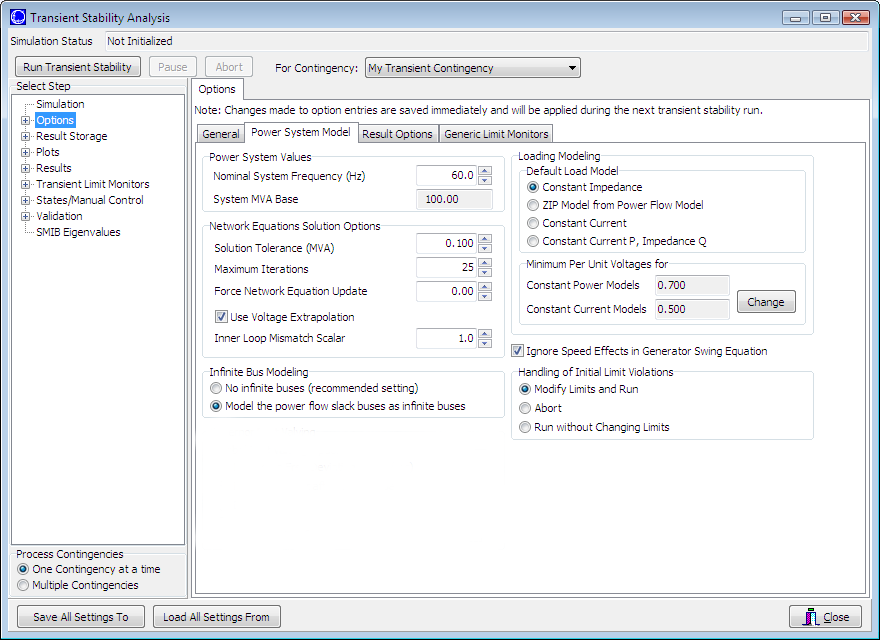 Transient Stability Analysis
Simulation Status Not Initialized
Run Transient Stability Pause Abort For Contingency: My Transient Contingency
Select Step
Simulation
Options
Result Storage
Plots
Results
Transient Limit Monitors
States/Manual Control
Validation
SMIB Eigenvalues
Process Contingencies
One Contingency at a time
Multiple Contingencies
Options
Note: Changes made to option entries are saved immediately and will be applied during the next transient stability run.
General Power System Model Result Options Generic Limit Monitors
Power System Values
Nominal System Frequency (Hz) 60.0
System MVA Base 100.00
Network Equations Solution Options
Solution Tolerance (MVA) 0.100
Maximum Iterations 25
Force Network Equation Update 0.00
Use Voltage Extrapolation
Inner Loop Mismatch Scalar 1.0
Infinite Bus Modeling
No infinite buses (recommended setting)
Model the power flow slack buses as infinite buses
Loading Modeling
Default Load Model
Constant Impedance
ZIP Model from Power Flow Model
Constant Current
Constant Current P, Impedance Q
Minimum Per Unit Voltages for
Constant Power Models 0.700
Constant Current Models 0.500
Change
Ignore Speed Effects in Generator Swing Equation
Handling of Initial Limit Violations
Modify Limits and Run
Abort
Run without Changing Limits
Save All Settings To Load All Settings From Close